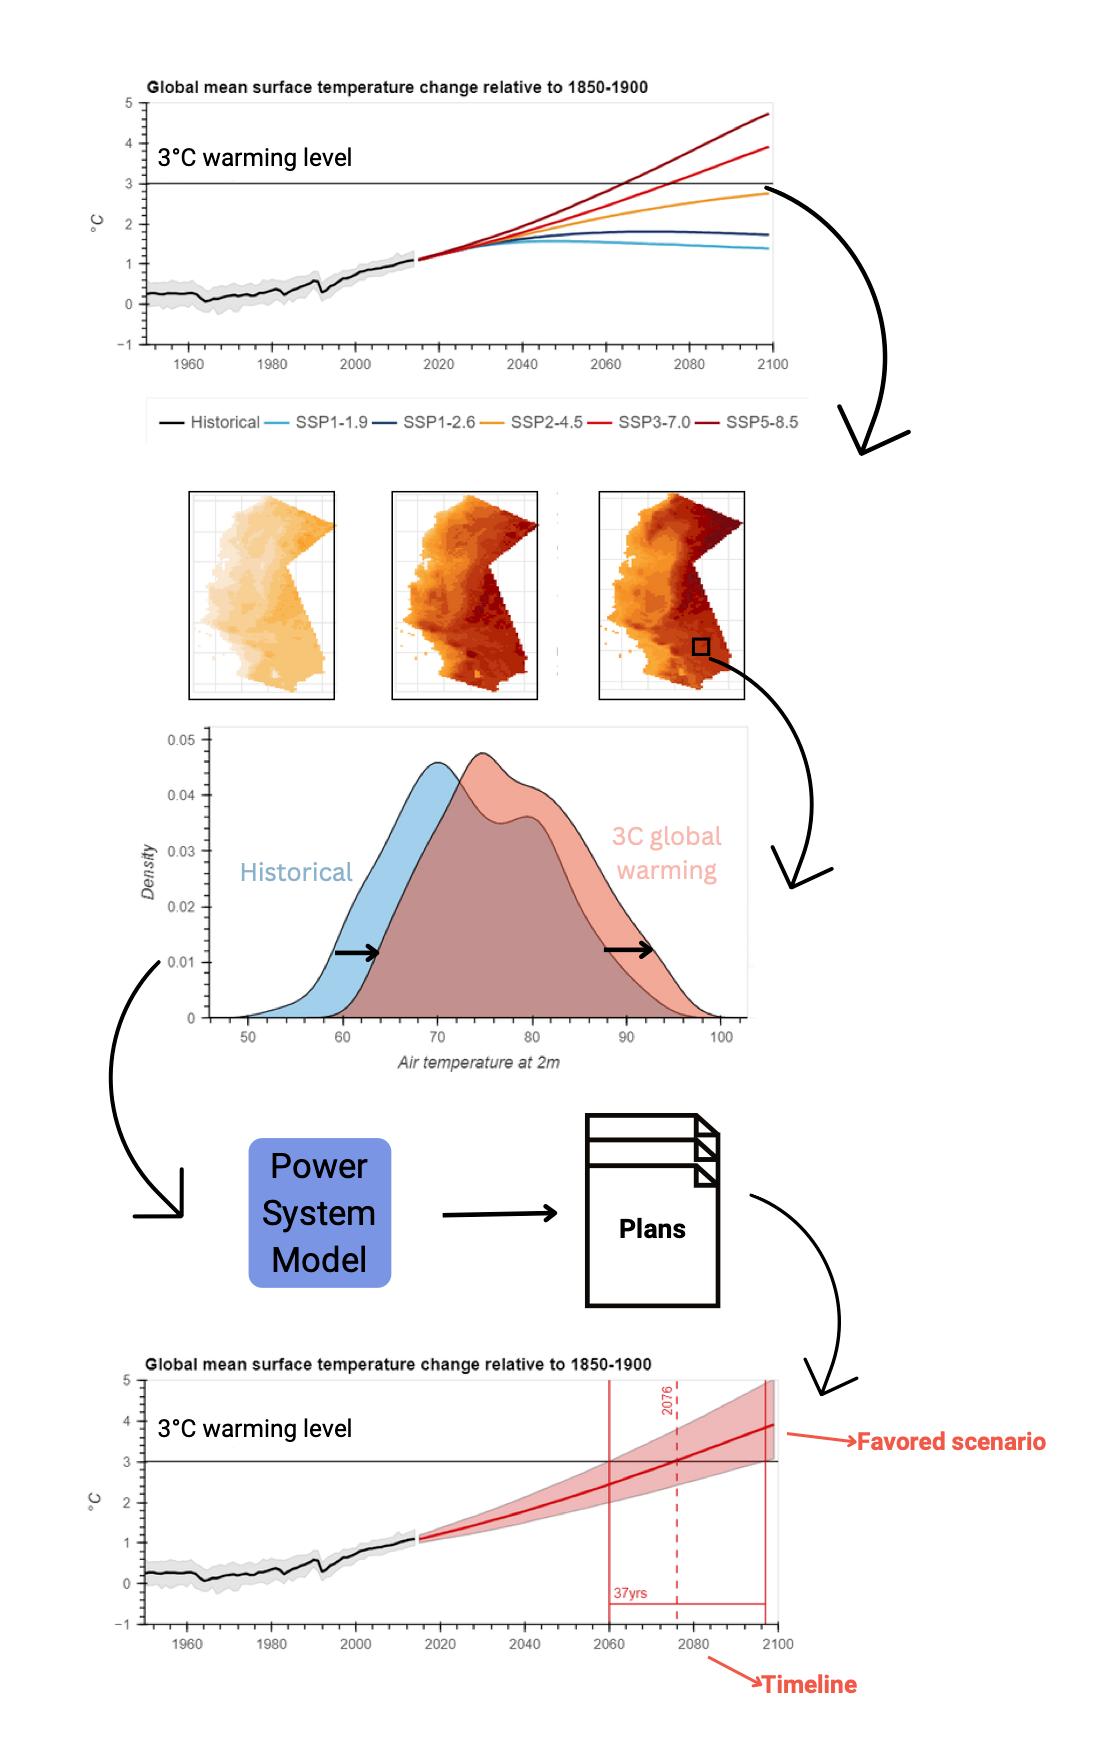 Global mean surface temperature change relative to 1850-1900
5
3°C warming level
4
3
2
1
0
−1
°C
1960 1980 2000 2020 2040 2060 2080 2100
Historical SSP1-1.9 SSP1-2.6 SSP2-4.5 SSP3-7.0 SSP5-8.5
0.05
0.04
0.03
0.02
0.01
0
Density
Historical
3C global
warming
50 60 70 80 90 100
Air temperature at 2m
Power
System
Model
Plans
Global mean surface temperature change relative to 1850-1900
5
4
3
2
1
0
−1
°C
3°C warming level
2076
Favored scenario
37yrs
1960 1980 2000 2020 2040 2060 2080 2100
Timeline